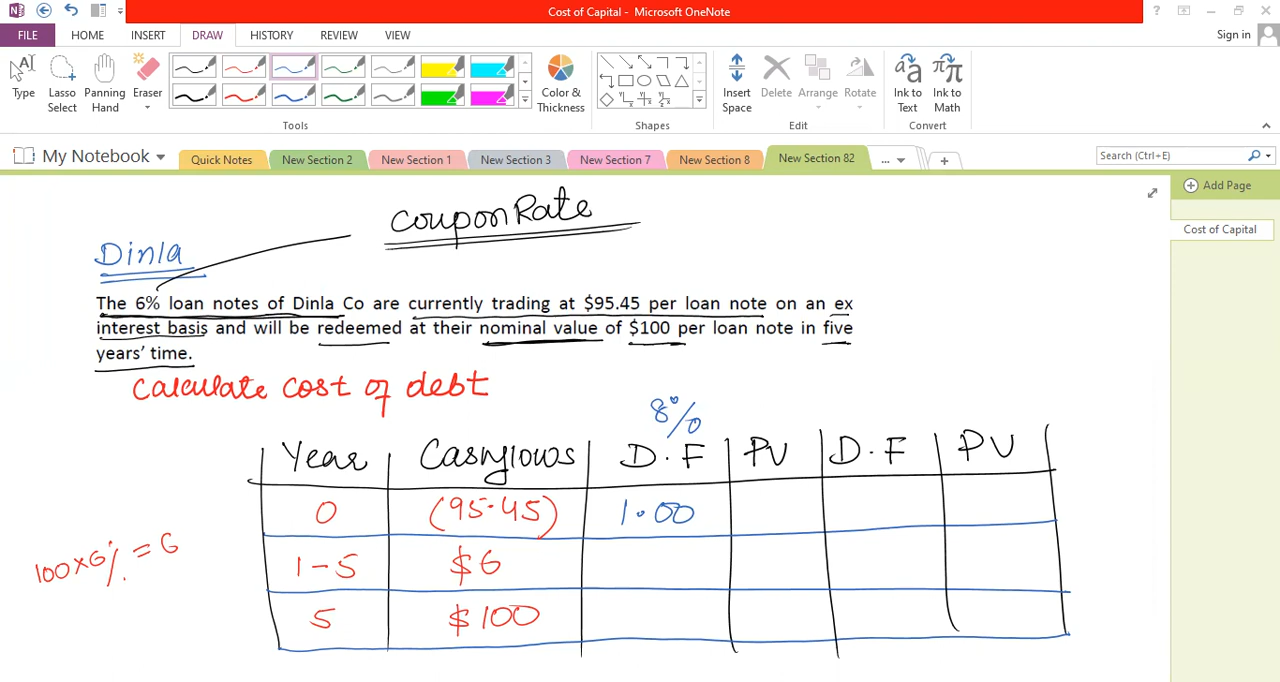 Cost of Capital - Microsoft OneNote
? 
Sign in
FILE HOME INSERT DRAW HISTORY REVIEW VIEW
Type
Lasso Select
Panning Hand
Eraser
Color & Thickness
Insert Space
Delete
Arrange
Rotate
Ink to Text
Ink to Math
Tools
Shapes
Edit
Convert
My Notebook
Quick Notes
New Section 2
New Section 1
New Section 3
New Section 7
New Section 8
New Section 82
...
Search (Ctrl+E)
Add Page
Cost of Capital
Coupon Rate
Dinla
The 6% loan notes of Dinla Co are currently trading at $95.45 per loan note on an ex
interest basis and will be redeemed at their nominal value of $100 per loan note in five
years' time.
Calculate cost of debt
8%
Year Cashflows D.F PV D.F PV
0 (95.45) 1.00
1-5 $6
100×6% = 6
5 $100